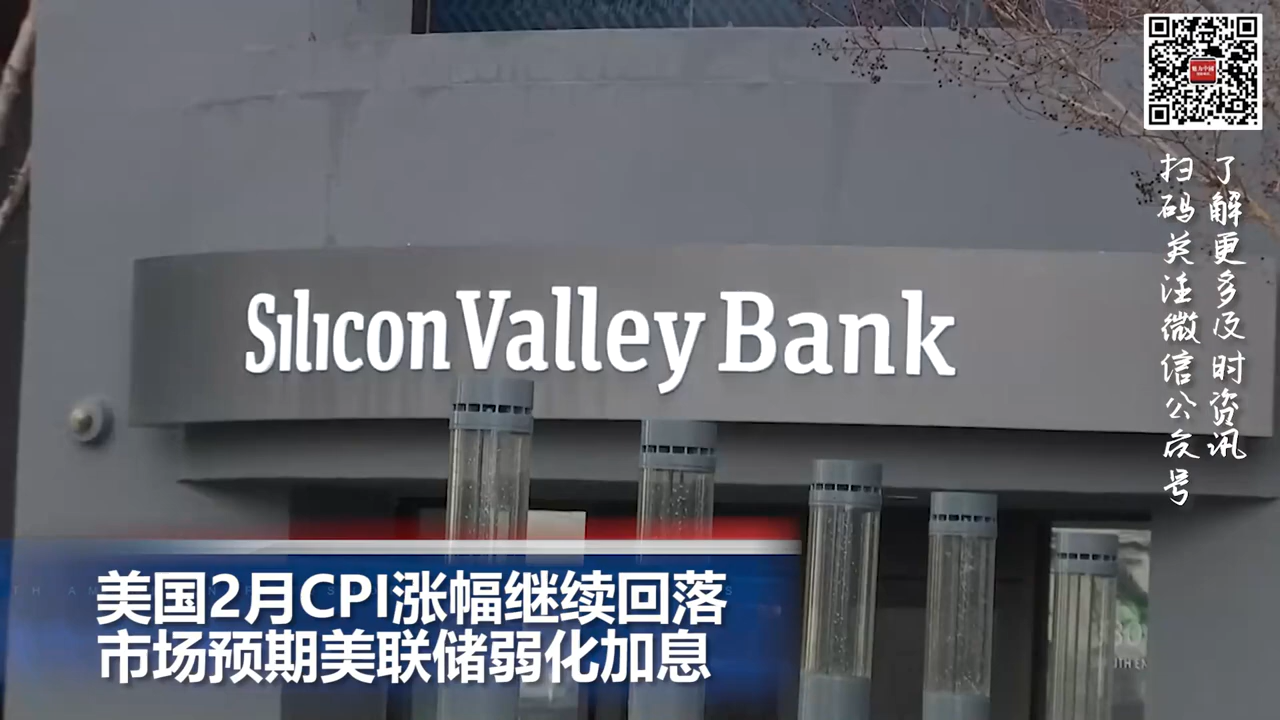 Silicon Valley Bank
了解更多及时资讯
扫码关注微信公众号
美国2月CPI涨幅继续回落
市场预期美联储弱化加息